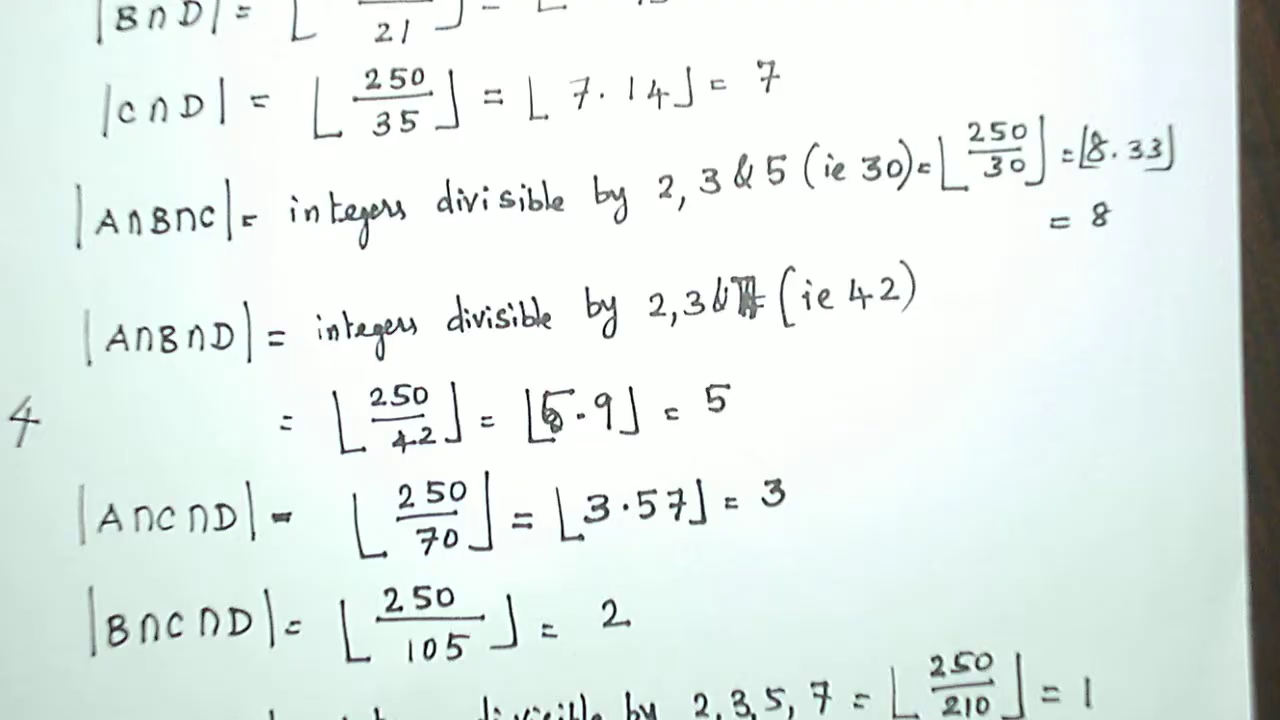 |B∩D| = ⌊ /21 ⌋ = ⌊
|C∩D| = ⌊250/35⌋ = ⌊7.14⌋ = 7
|A∩B∩C| = integers divisible by 2, 3 & 5 (ie 30) = ⌊250/30⌋ = ⌊8.33⌋
= 8
|A∩B∩D| = integers divisible by 2, 3 & 7 (ie 42)
4 = ⌊250/42⌋ = ⌊5.9⌋ = 5
|A∩C∩D| = ⌊250/70⌋ = ⌊3.57⌋ = 3
|B∩C∩D| = ⌊250/105⌋ = 2
divisible by 2, 3, 5, 7 = ⌊250/210⌋ = 1